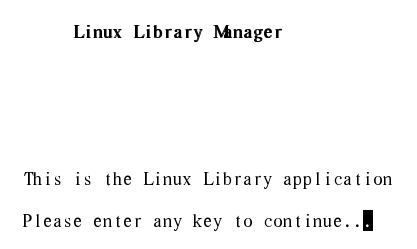 Linux Library Manager
This is the Linux Library application
Please enter any key to continue...